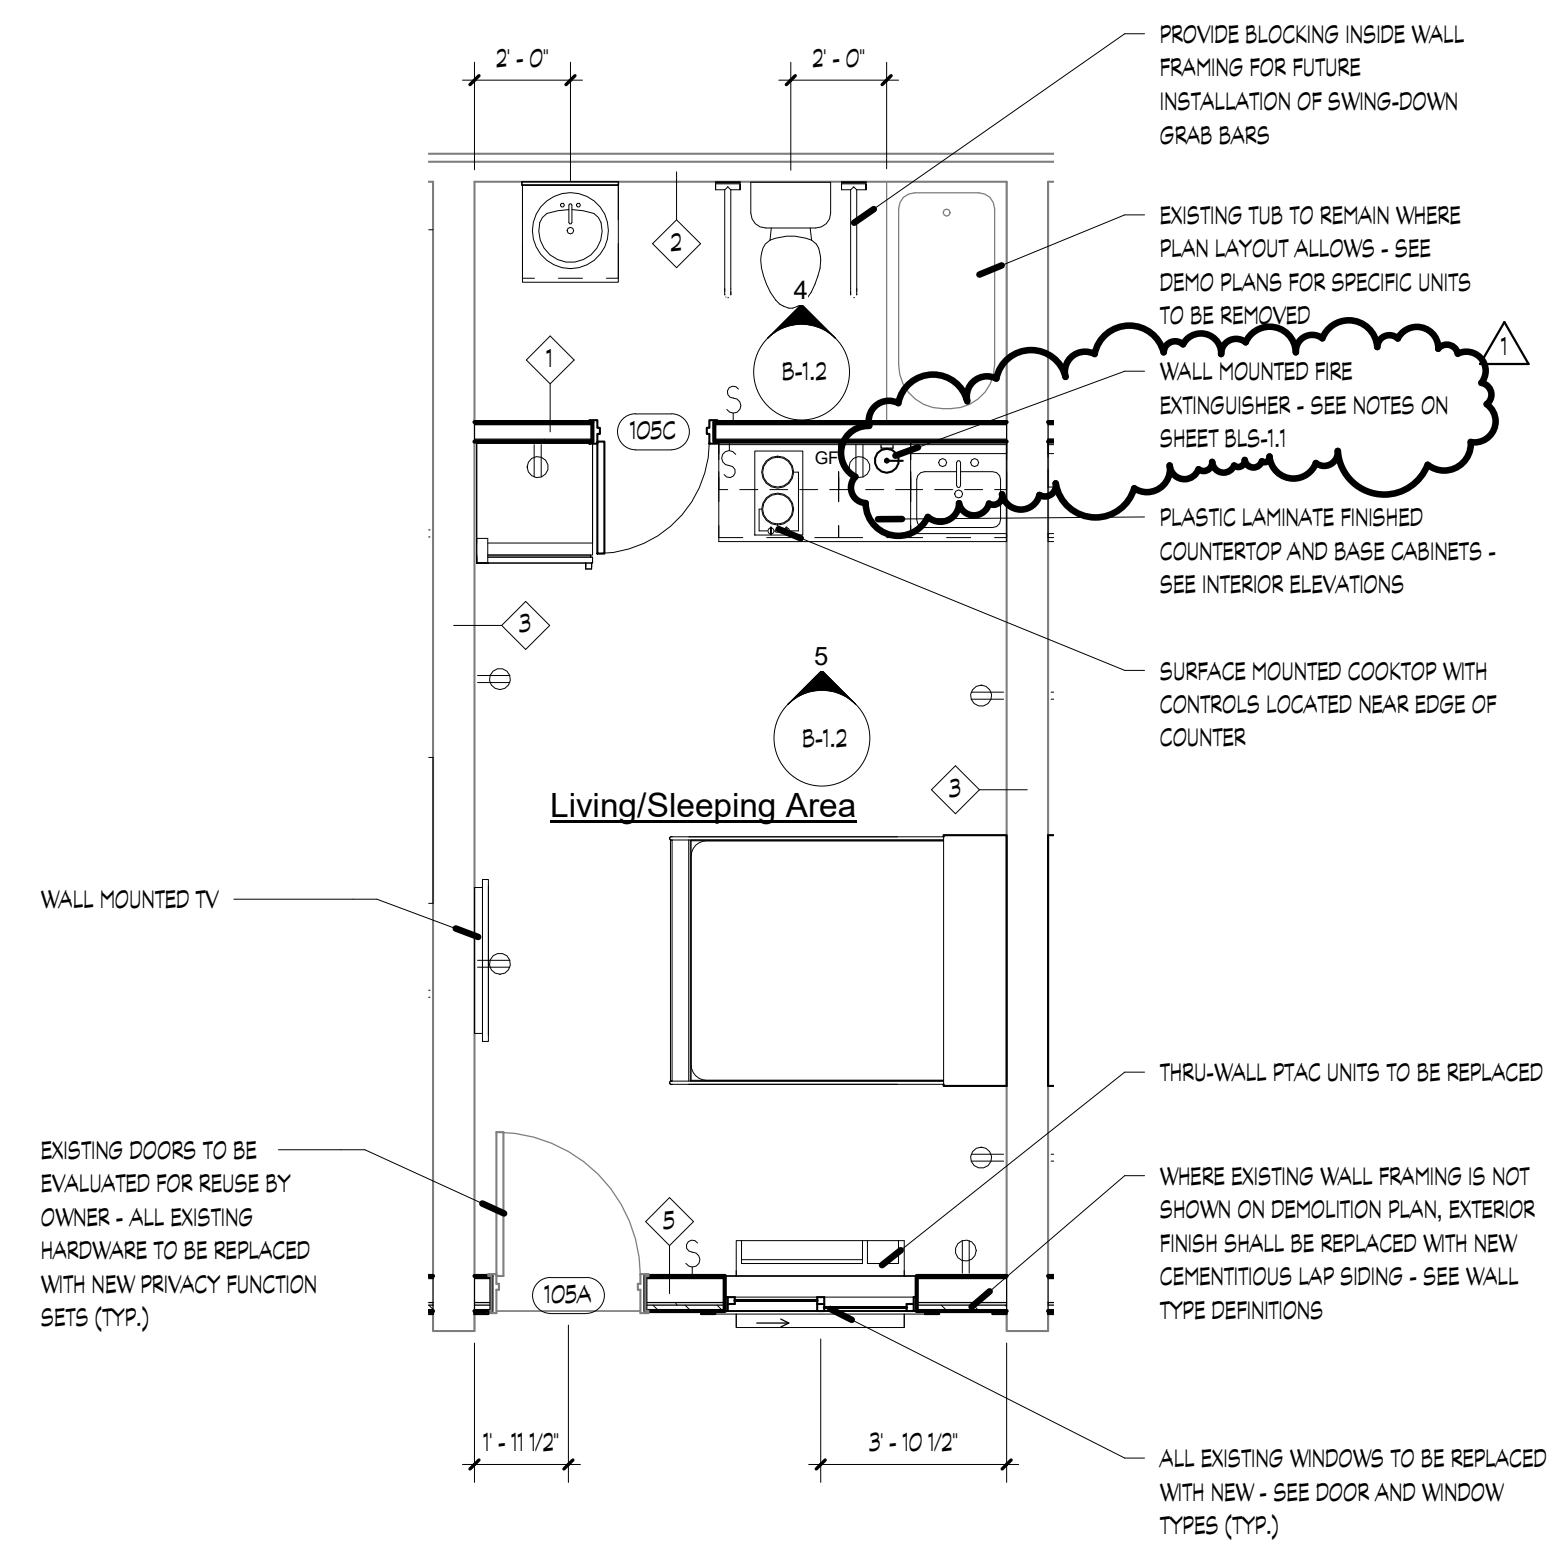 2' - 0"
2' - 0"
PROVIDE BLOCKING INSIDE WALL
FRAMING FOR FUTURE
INSTALLATION OF SWING-DOWN
GRAB BARS
2
EXISTING TUB TO REMAIN WHERE
PLAN LAYOUT ALLOWS - SEE
DEMO PLANS FOR SPECIFIC UNITS
TO BE REMOVED
4
B-1.2
1
1
WALL MOUNTED FIRE
EXTINGUISHER - SEE NOTES ON
SHEET BLS-1.1
105C
S
S
GF
PLASTIC LAMINATE FINISHED
COUNTERTOP AND BASE CABINETS -
SEE INTERIOR ELEVATIONS
3
5
B-1.2
SURFACE MOUNTED COOKTOP WITH
CONTROLS LOCATED NEAR EDGE OF
COUNTER
3
Living/Sleeping Area
WALL MOUNTED TV
THRU-WALL PTAC UNITS TO BE REPLACED
EXISTING DOORS TO BE
EVALUATED FOR REUSE BY
OWNER - ALL EXISTING
HARDWARE TO BE REPLACED
WITH NEW PRIVACY FUNCTION
SETS (TYP.)
5
S
105A
WHERE EXISTING WALL FRAMING IS NOT
SHOWN ON DEMOLITION PLAN, EXTERIOR
FINISH SHALL BE REPLACED WITH NEW
CEMENTITIOUS LAP SIDING - SEE WALL
TYPE DEFINITIONS
1' - 11 1/2"
3' - 10 1/2"
ALL EXISTING WINDOWS TO BE REPLACED
WITH NEW - SEE DOOR AND WINDOW
TYPES (TYP.)